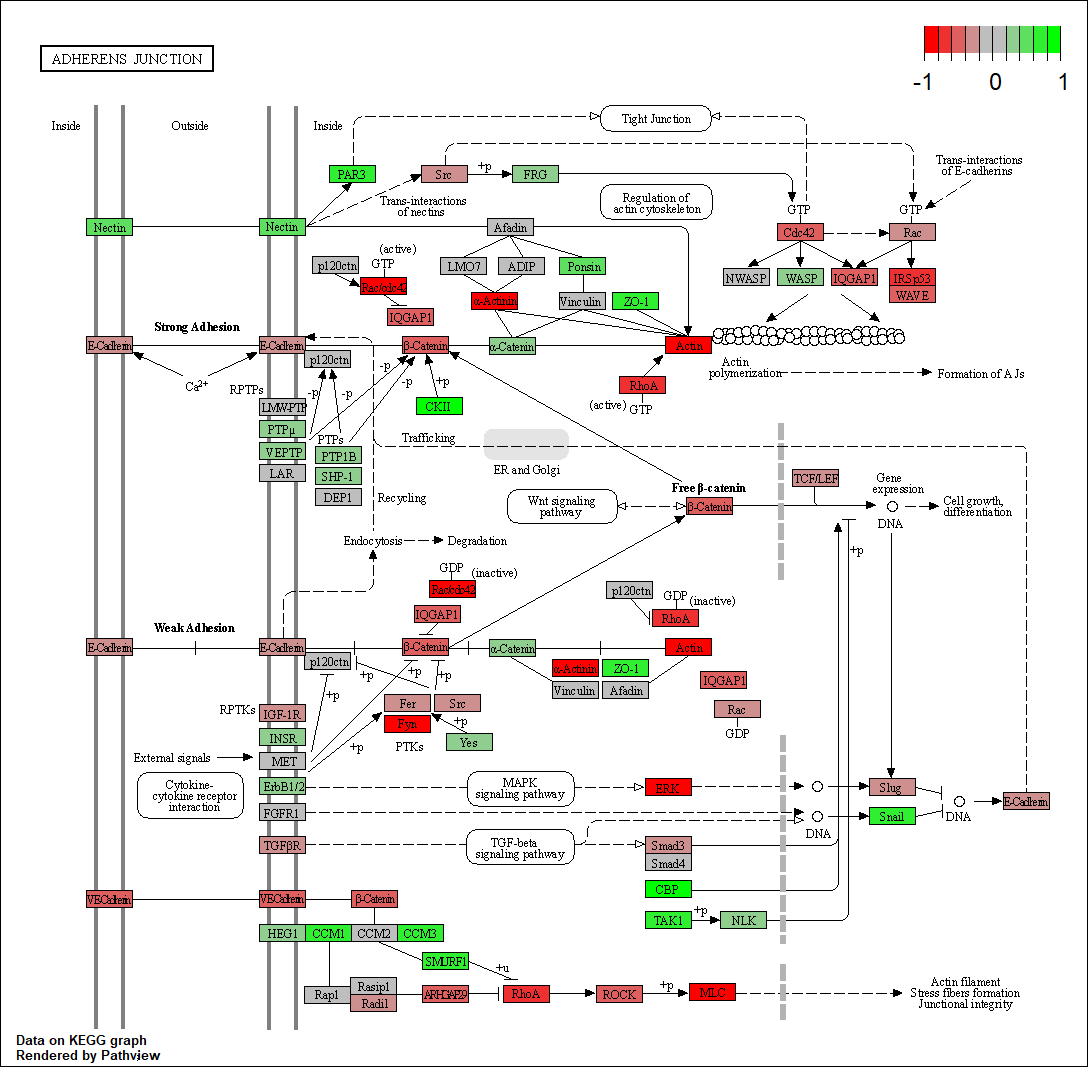 ADHERENS JUNCTION
-1 0 1
Inside
Outside
Inside
Tight Junction
PAR3
Src
+p
FRG
Trans-interactions
of E-cadherins
Trans-interactions
of nectins
Regulation of
actin cytoskeleton
GTP
GTP
Nectin
Nectin
Afadin
Cdc42
Rac
(active)
GTP
p120ctn
Rac/cdc42
IQGAP1
LMO7
ADIP
Ponsin
α-Actinin
Vinculin
ZO-1
NWASP
WASP
IQGAP1
IRSp53
WAVE
Strong Adhesion
E-Cadherin
E-Cadherin
p120ctn
β-Catenin
α-Catenin
Actin
Actin
polymerization
Formation of AJs
Ca2+
RPTPs
-p
-p
-p
-p
+p
CKII
RhoA
(active)
GTP
LMW-PTP
PTPμ
VEPTP
LAR
PTPs
PTP1B
SHP-1
DEP1
Trafficking
ER and Golgi
Recycling
Wnt signaling
pathway
Free β-catenin
β-Catenin
TCF/LEF
Gene
expression
DNA
Cell growth,
differentiation
+p
Endocytosis
Degradation
GDP
(inactive)
Rac/cdc42
IQGAP1
p120ctn
GDP
(inactive)
RhoA
Weak Adhesion
E-Cadherin
E-Cadherin
p120ctn
β-Catenin
α-Catenin
Actin
α-Actinin
ZO-1
Vinculin
Afadin
IQGAP1
Rac
GDP
+p
+p
+p
+p
RPTKs
IGF-1R
INSR
MET
ErbB1/2
FGFR1
TGFβR
Fer
Src
Fyn
PTKs
+p
Yes
+p
External signals
Cytokine-
cytokine receptor
interaction
MAPK
signaling pathway
ERK
Slug
Snail
DNA
DNA
E-Cadherin
TGF-beta
signaling pathway
Smad3
Smad4
CBP
TAK1
+p
NLK
VE-Cadherin
VE-Cadherin
β-Catenin
HEG1
CCM1
CCM2
CCM3
SMURF1
+u
Rap1
Rasip1
Radil
ARHGAP29
RhoA
ROCK
+p
MLC
Actin filament
Stress fibers formation
Junctional integrity
Data on KEGG graph
Rendered by Pathview